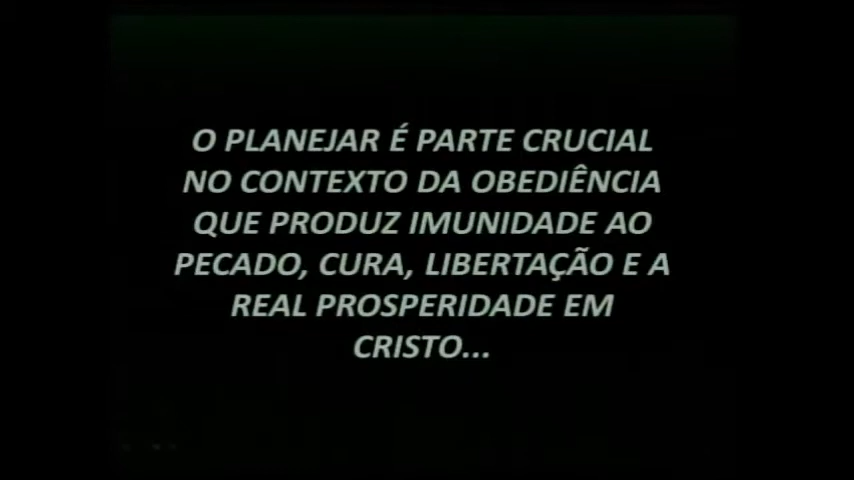 O PLANEJAR É PARTE CRUCIAL
NO CONTEXTO DA OBEDIÊNCIA
QUE PRODUZ IMUNIDADE AO
PECADO, CURA, LIBERTAÇÃO E A
REAL PROSPERIDADE EM
CRISTO...